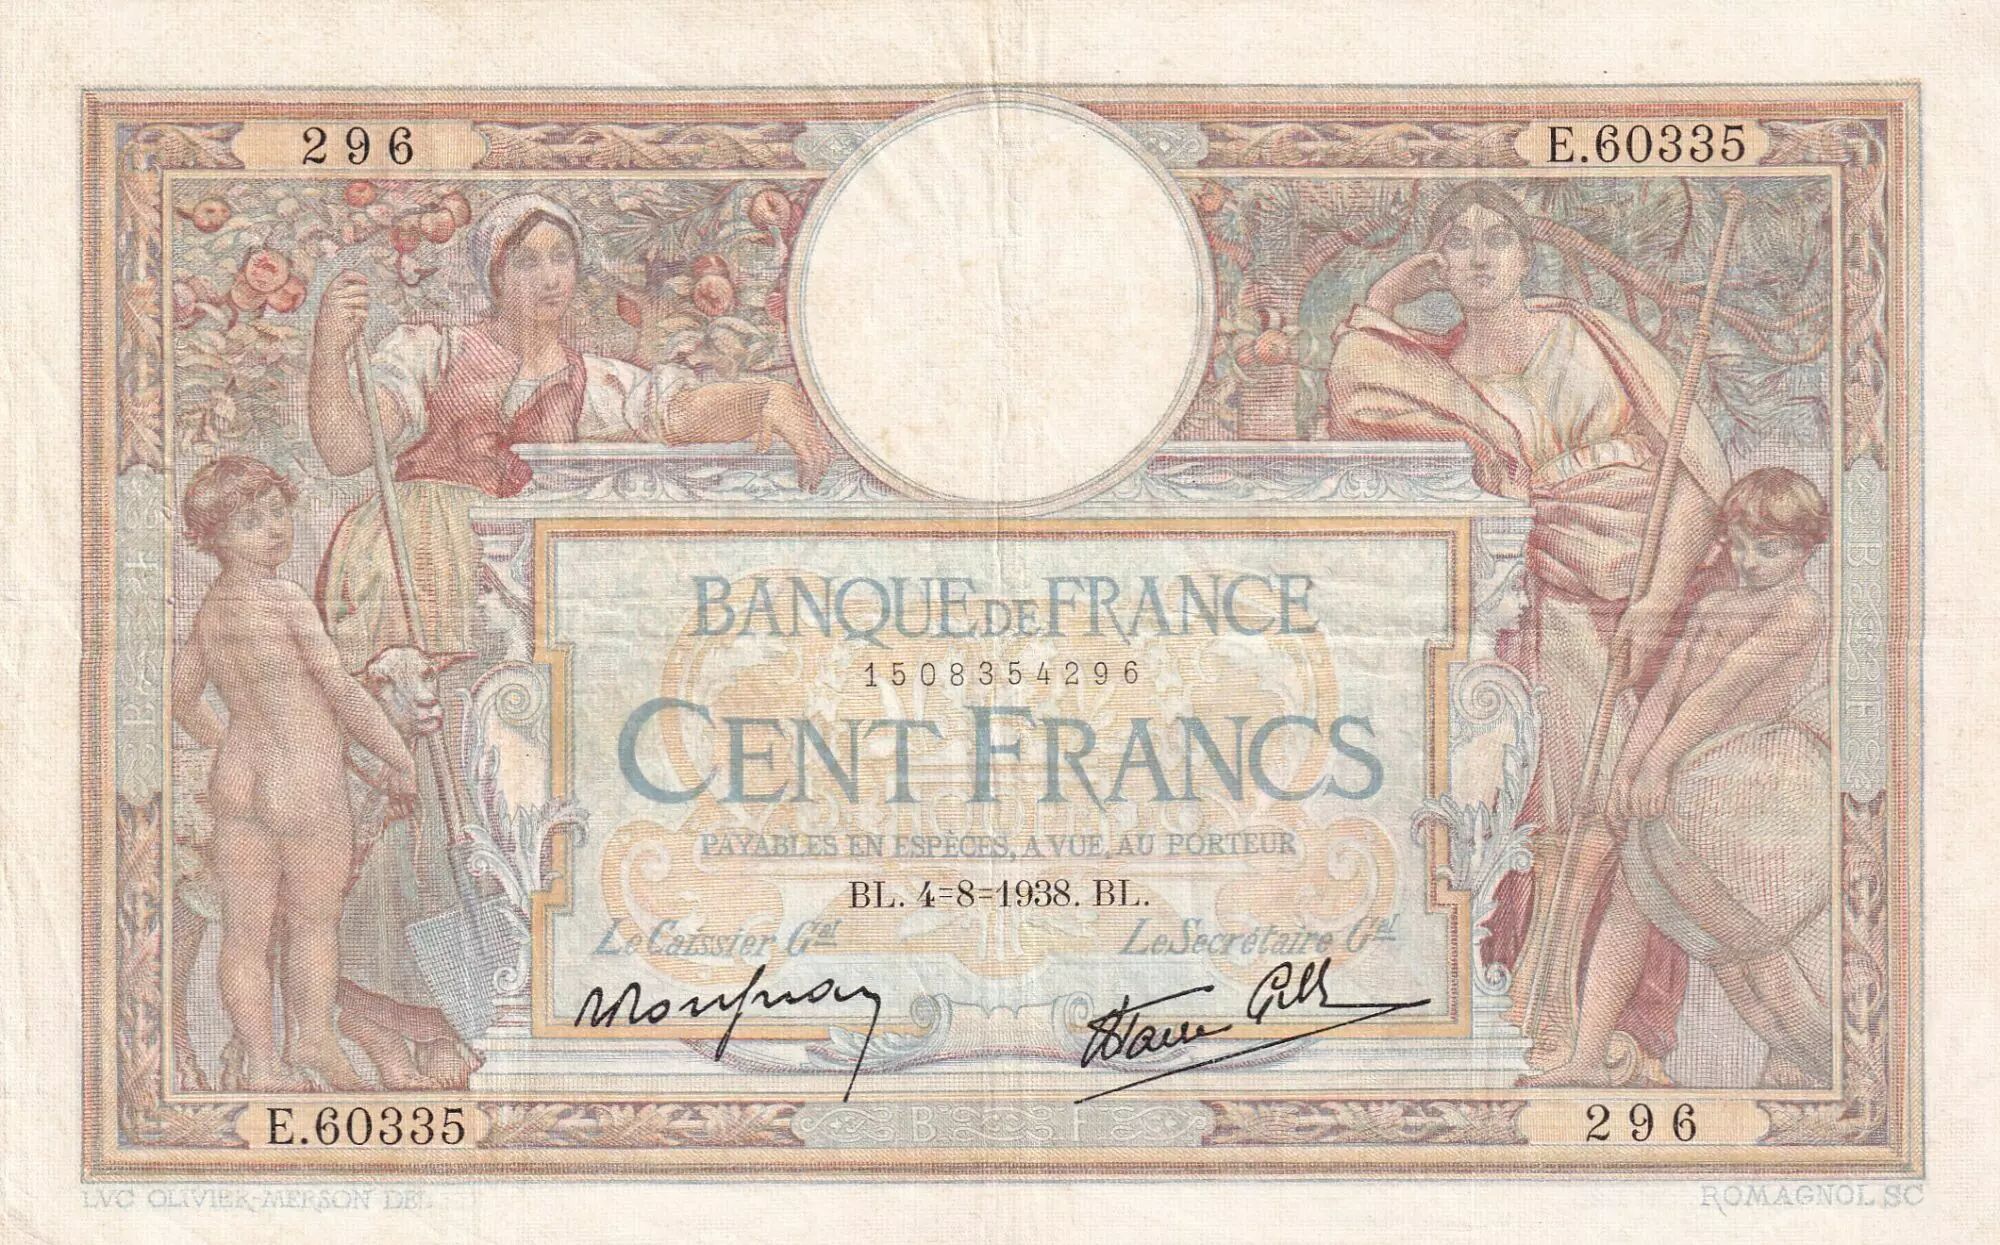 296 E.60335
BANQUE DE FRANCE
1508354296
CENT FRANCS
PAYABLES EN ESPÈCES, A VUE, AU PORTEUR
BL. 4=8=1938. BL.
Le Caissier Gal Le Secrétaire Gal
E.60335 B F 296
LVC OLIVIER-MERSON DEL. ROMAGNOL SC